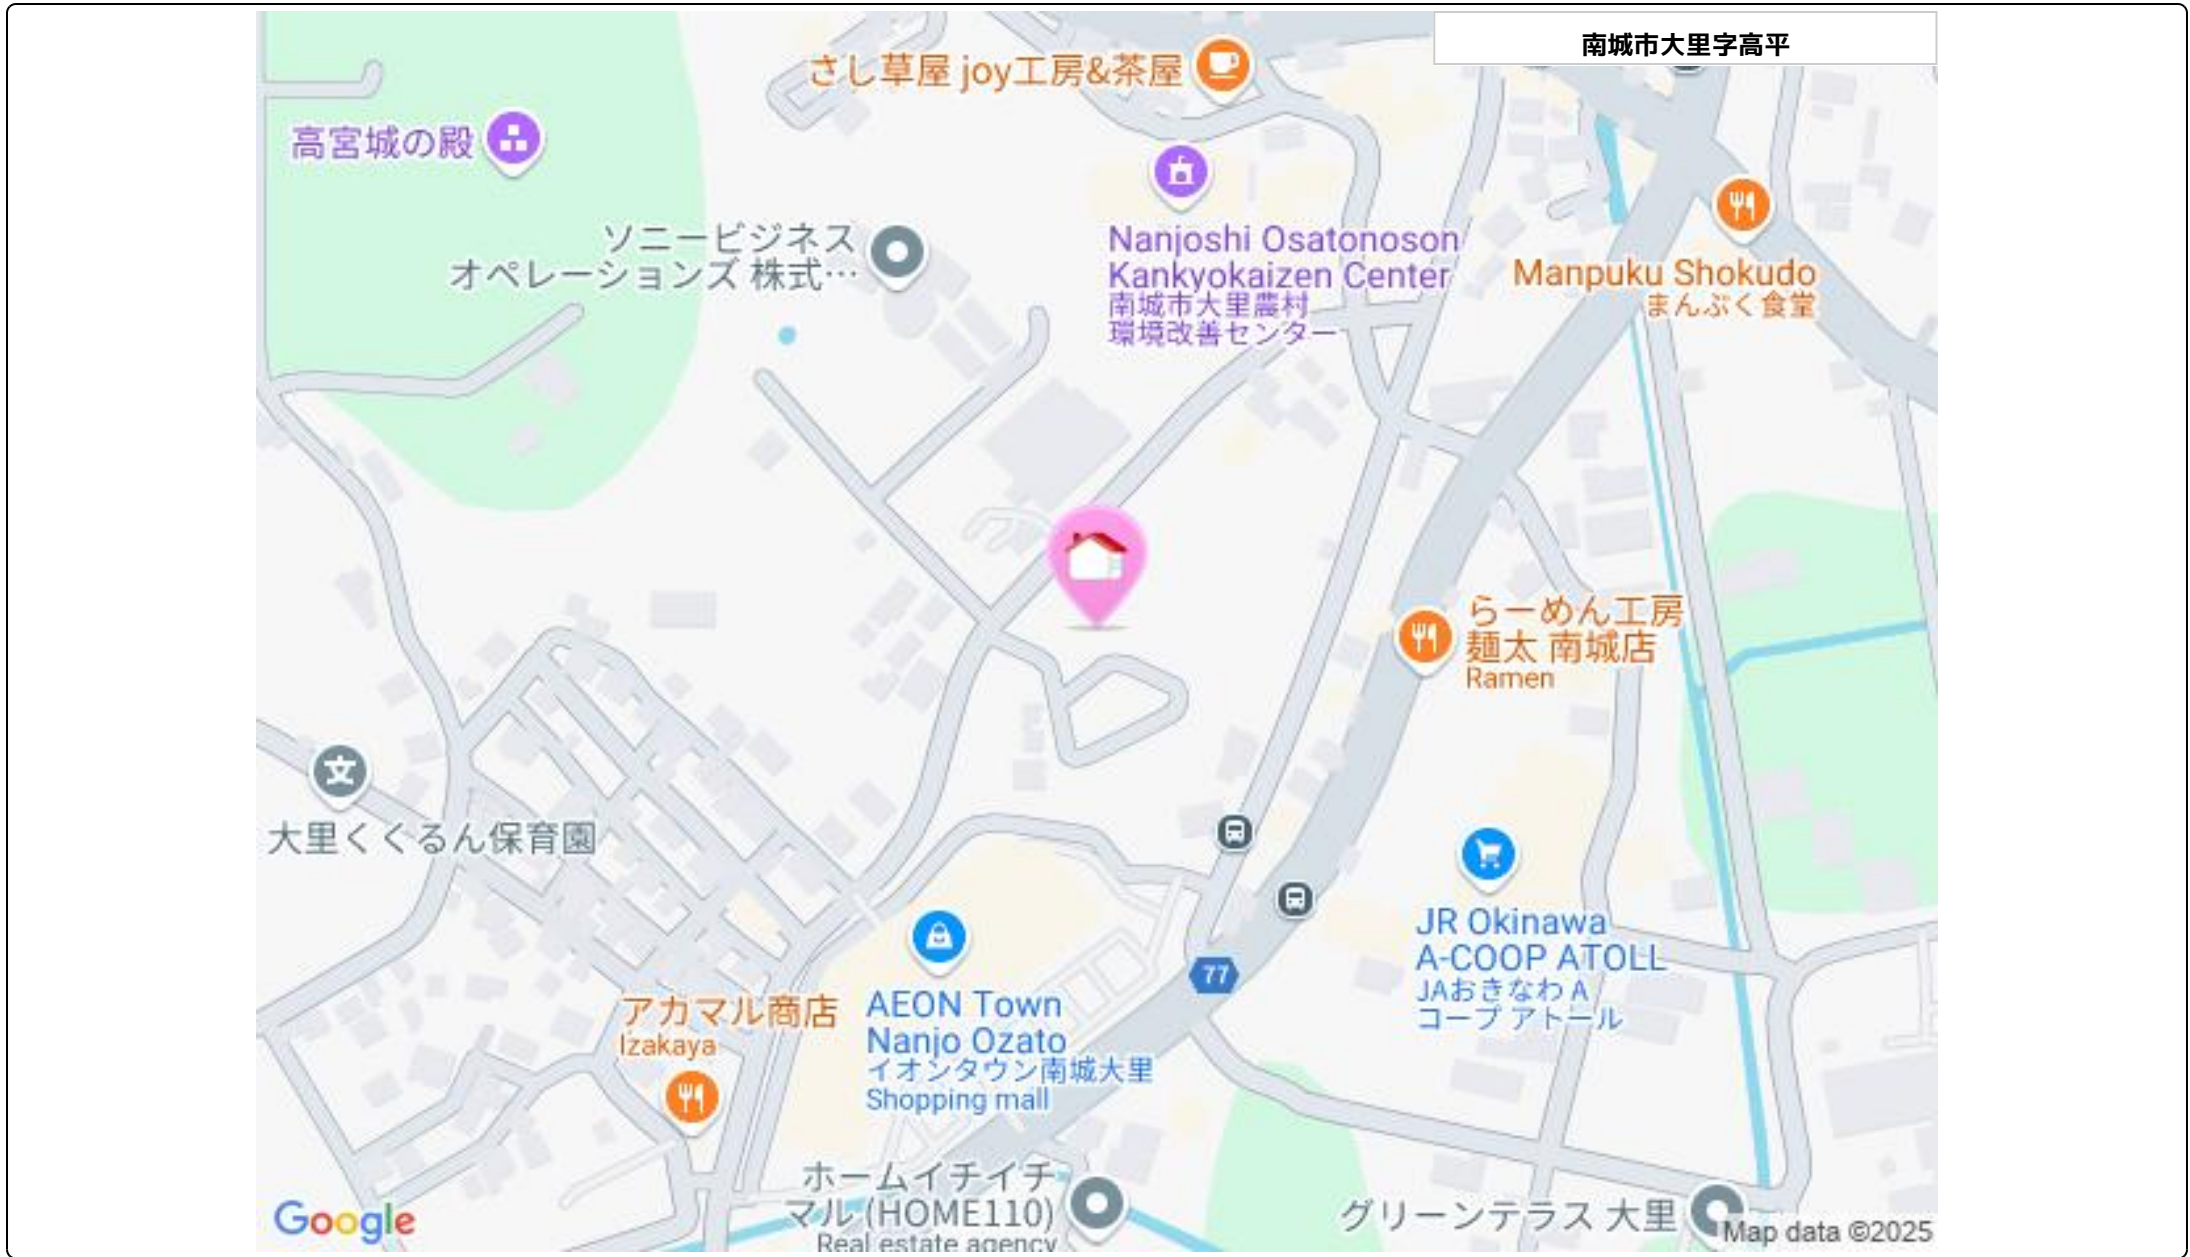 南城市大里字高平
さし草屋 joy工房&茶屋
高宮城の殿
ソニービジネス
オペレーションズ 株式…
Nanjoshi Osatonoson
Kankyokaizen Center
南城市大里農村
環境改善センター
Manpuku Shokudo
まんぷく食堂
らーめん工房
麺太 南城店
Ramen
文
大里くくるん保育園
JR Okinawa
A-COOP ATOLL
JAおきなわ A
コープ アトール
77
アカマル商店
Izakaya
AEON Town
Nanjo Ozato
イオンタウン南城大里
Shopping mall
ホームイチイチ
マル (HOME110)
Real estate agency
グリーンテラス 大里
Google
Map data ©2025